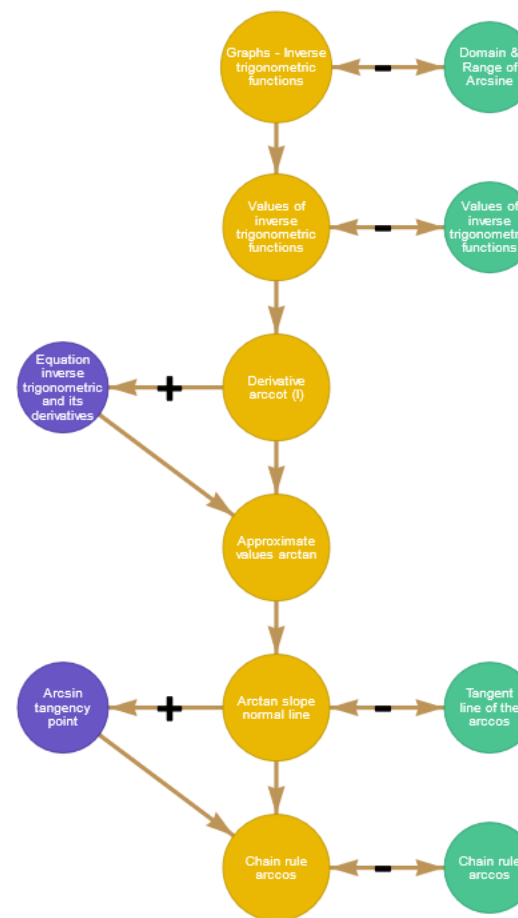 Graphs - Inverse
trigonometric
functions
Domain &
Range of
Arcsine
Values of
inverse
trigonometric
functions
Values of
inverse
trigonometric
functions
Equation
inverse
trigonometric
and its
derivatives
+
Derivative
arccot (I)
Approximate
values arctan
Arcsin
tangency
point
+
Arctan slope
normal line
Tangent
line of the
arccos
Chain rule
arccos
Chain rule
arccos